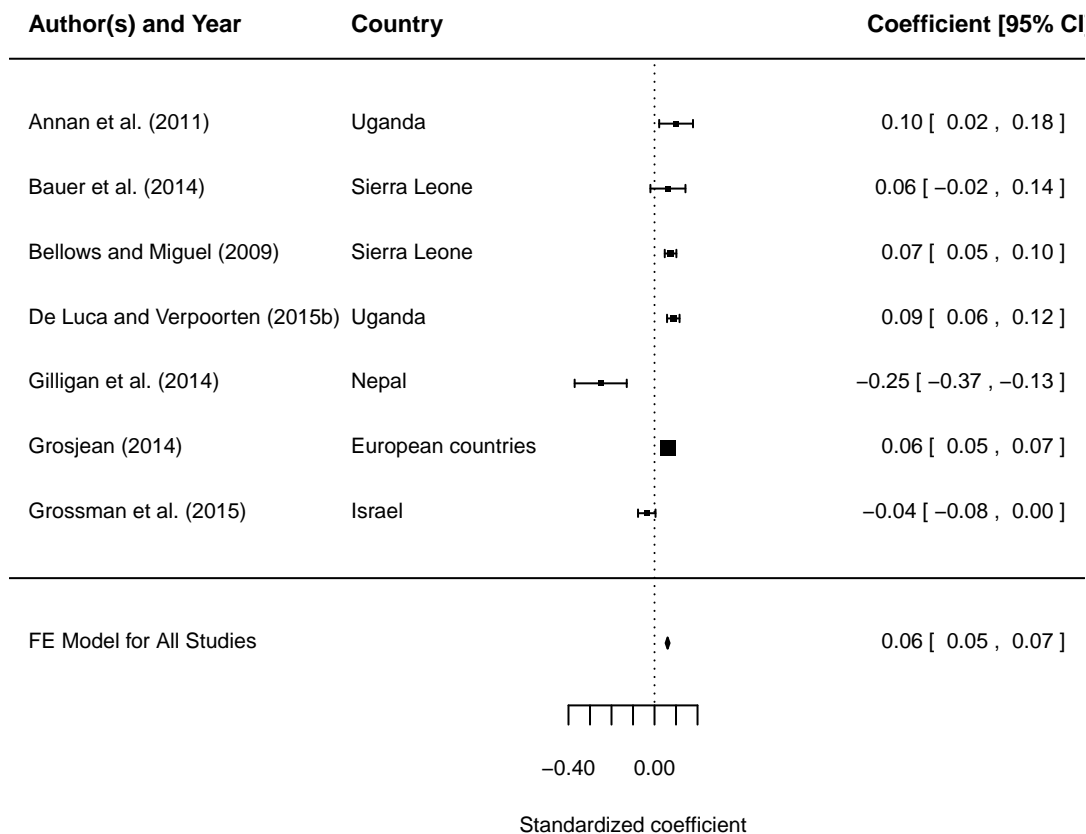 Author(s) and Year Country Coefficient [95% CI]
Annan et al. (2011) Uganda 0.10 [ 0.02 , 0.18 ]
Bauer et al. (2014) Sierra Leone 0.06 [ −0.02 , 0.14 ]
Bellows and Miguel (2009) Sierra Leone 0.07 [ 0.05 , 0.10 ]
De Luca and Verpoorten (2015b) Uganda 0.09 [ 0.06 , 0.12 ]
Gilligan et al. (2014) Nepal −0.25 [ −0.37 , −0.13 ]
Grosjean (2014) European countries 0.06 [ 0.05 , 0.07 ]
Grossman et al. (2015) Israel −0.04 [ −0.08 , 0.00 ]
FE Model for All Studies 0.06 [ 0.05 , 0.07 ]
−0.40 0.00
Standardized coefficient